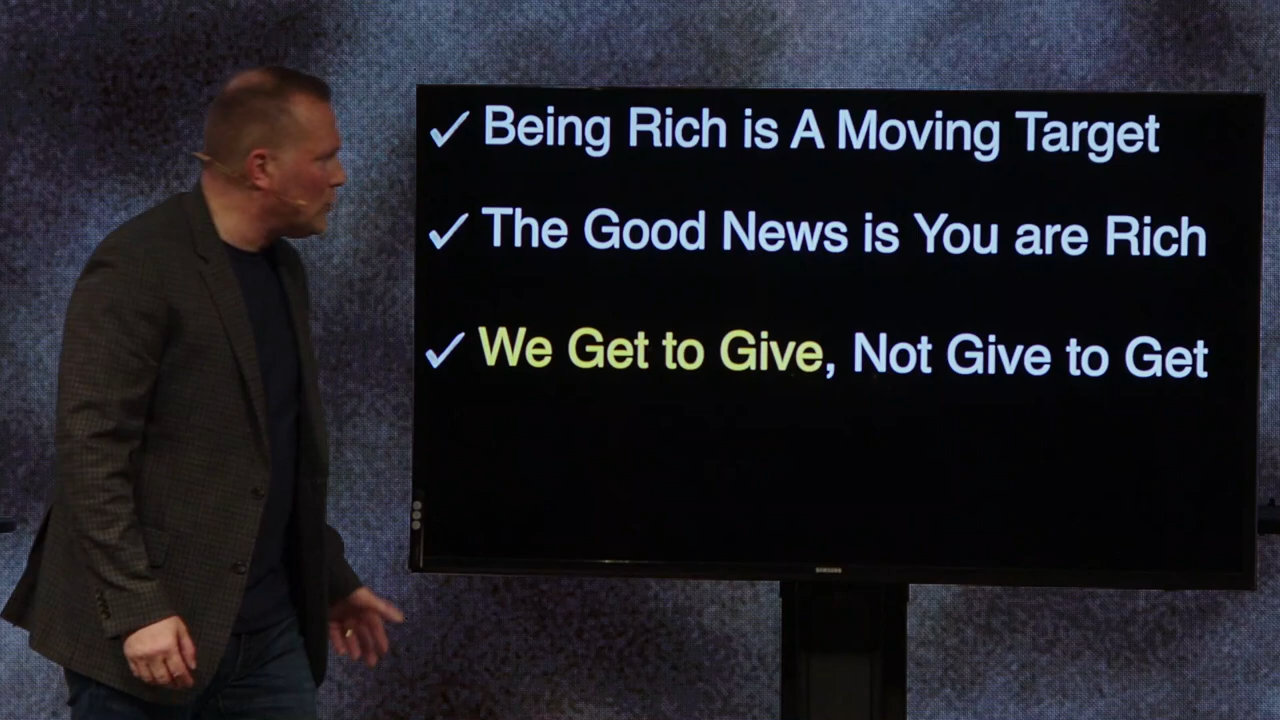 ✓ Being Rich is A Moving Target
✓ The Good News is You are Rich
✓ We Get to Give, Not Give to Get
SAMSUNG